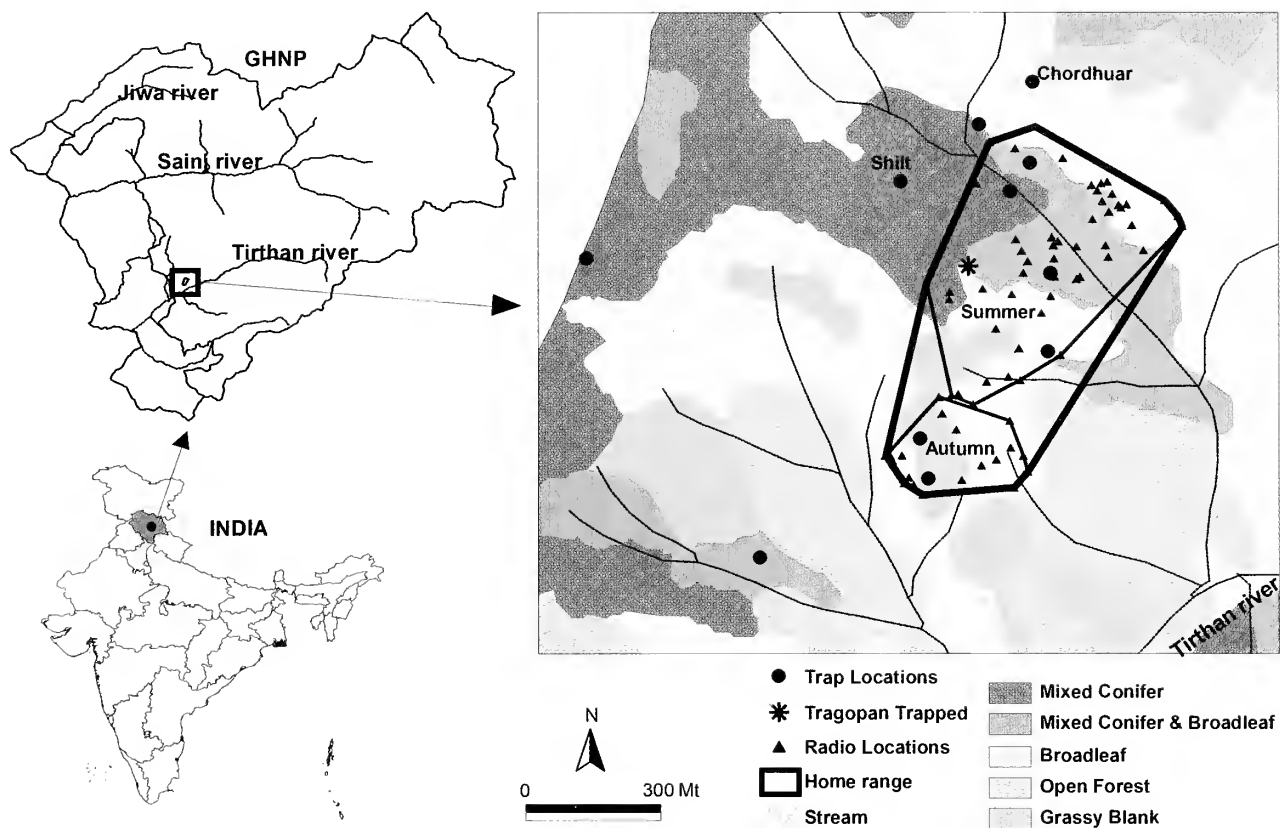 GHNP
Jiwa river
Sainj river
Tirthan river
INDIA
Chordhuar
Shilt
Summer
Autumn
Tirthan river
N
0 300 Mt
Trap Locations
Tragopan Trapped
Radio Locations
Home range
Stream
Mixed Conifer
Mixed Conifer & Broadleaf
Broadleaf
Open Forest
Grassy Blank